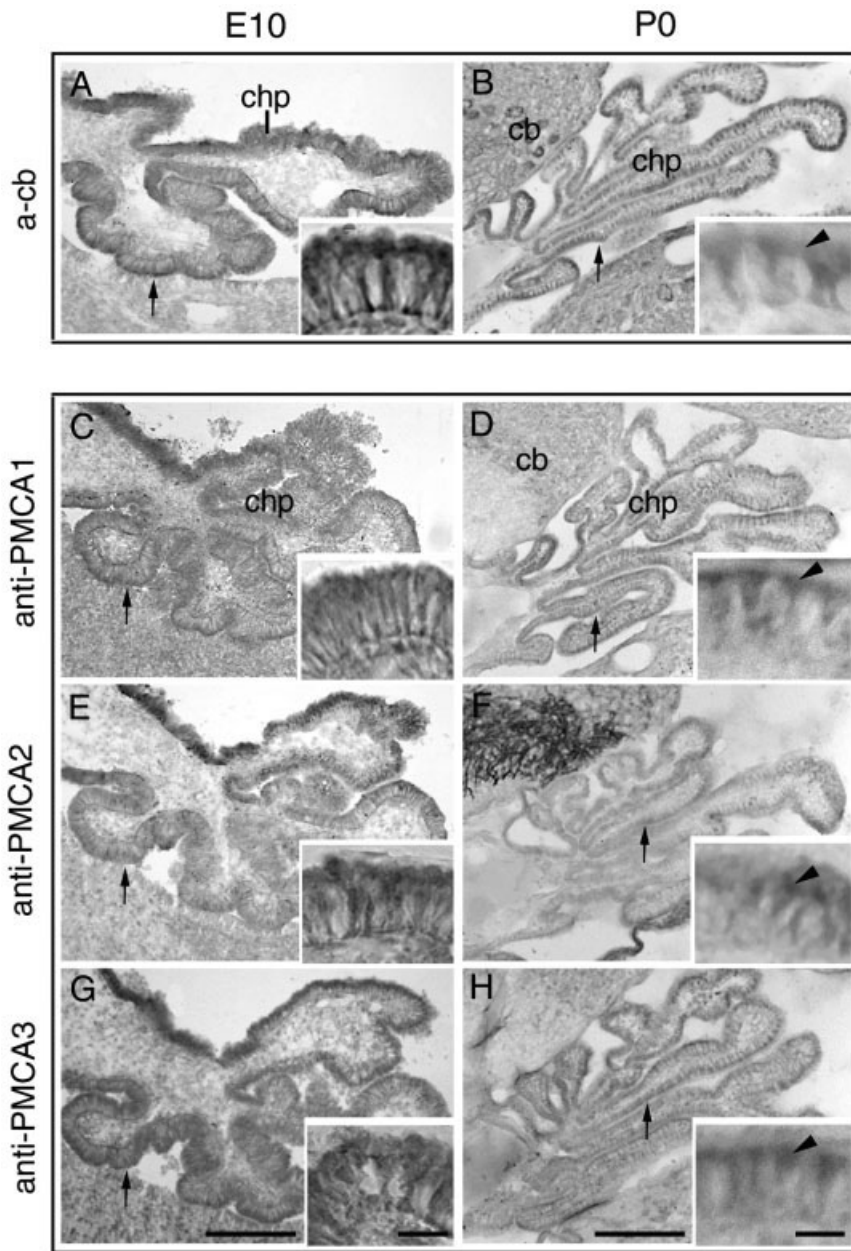 E10 P0
a-cb
A
chp
B
cb
chp
anti-PMCA1
C
chp
D
cb
chp
anti-PMCA2
E
F
anti-PMCA3
G
H